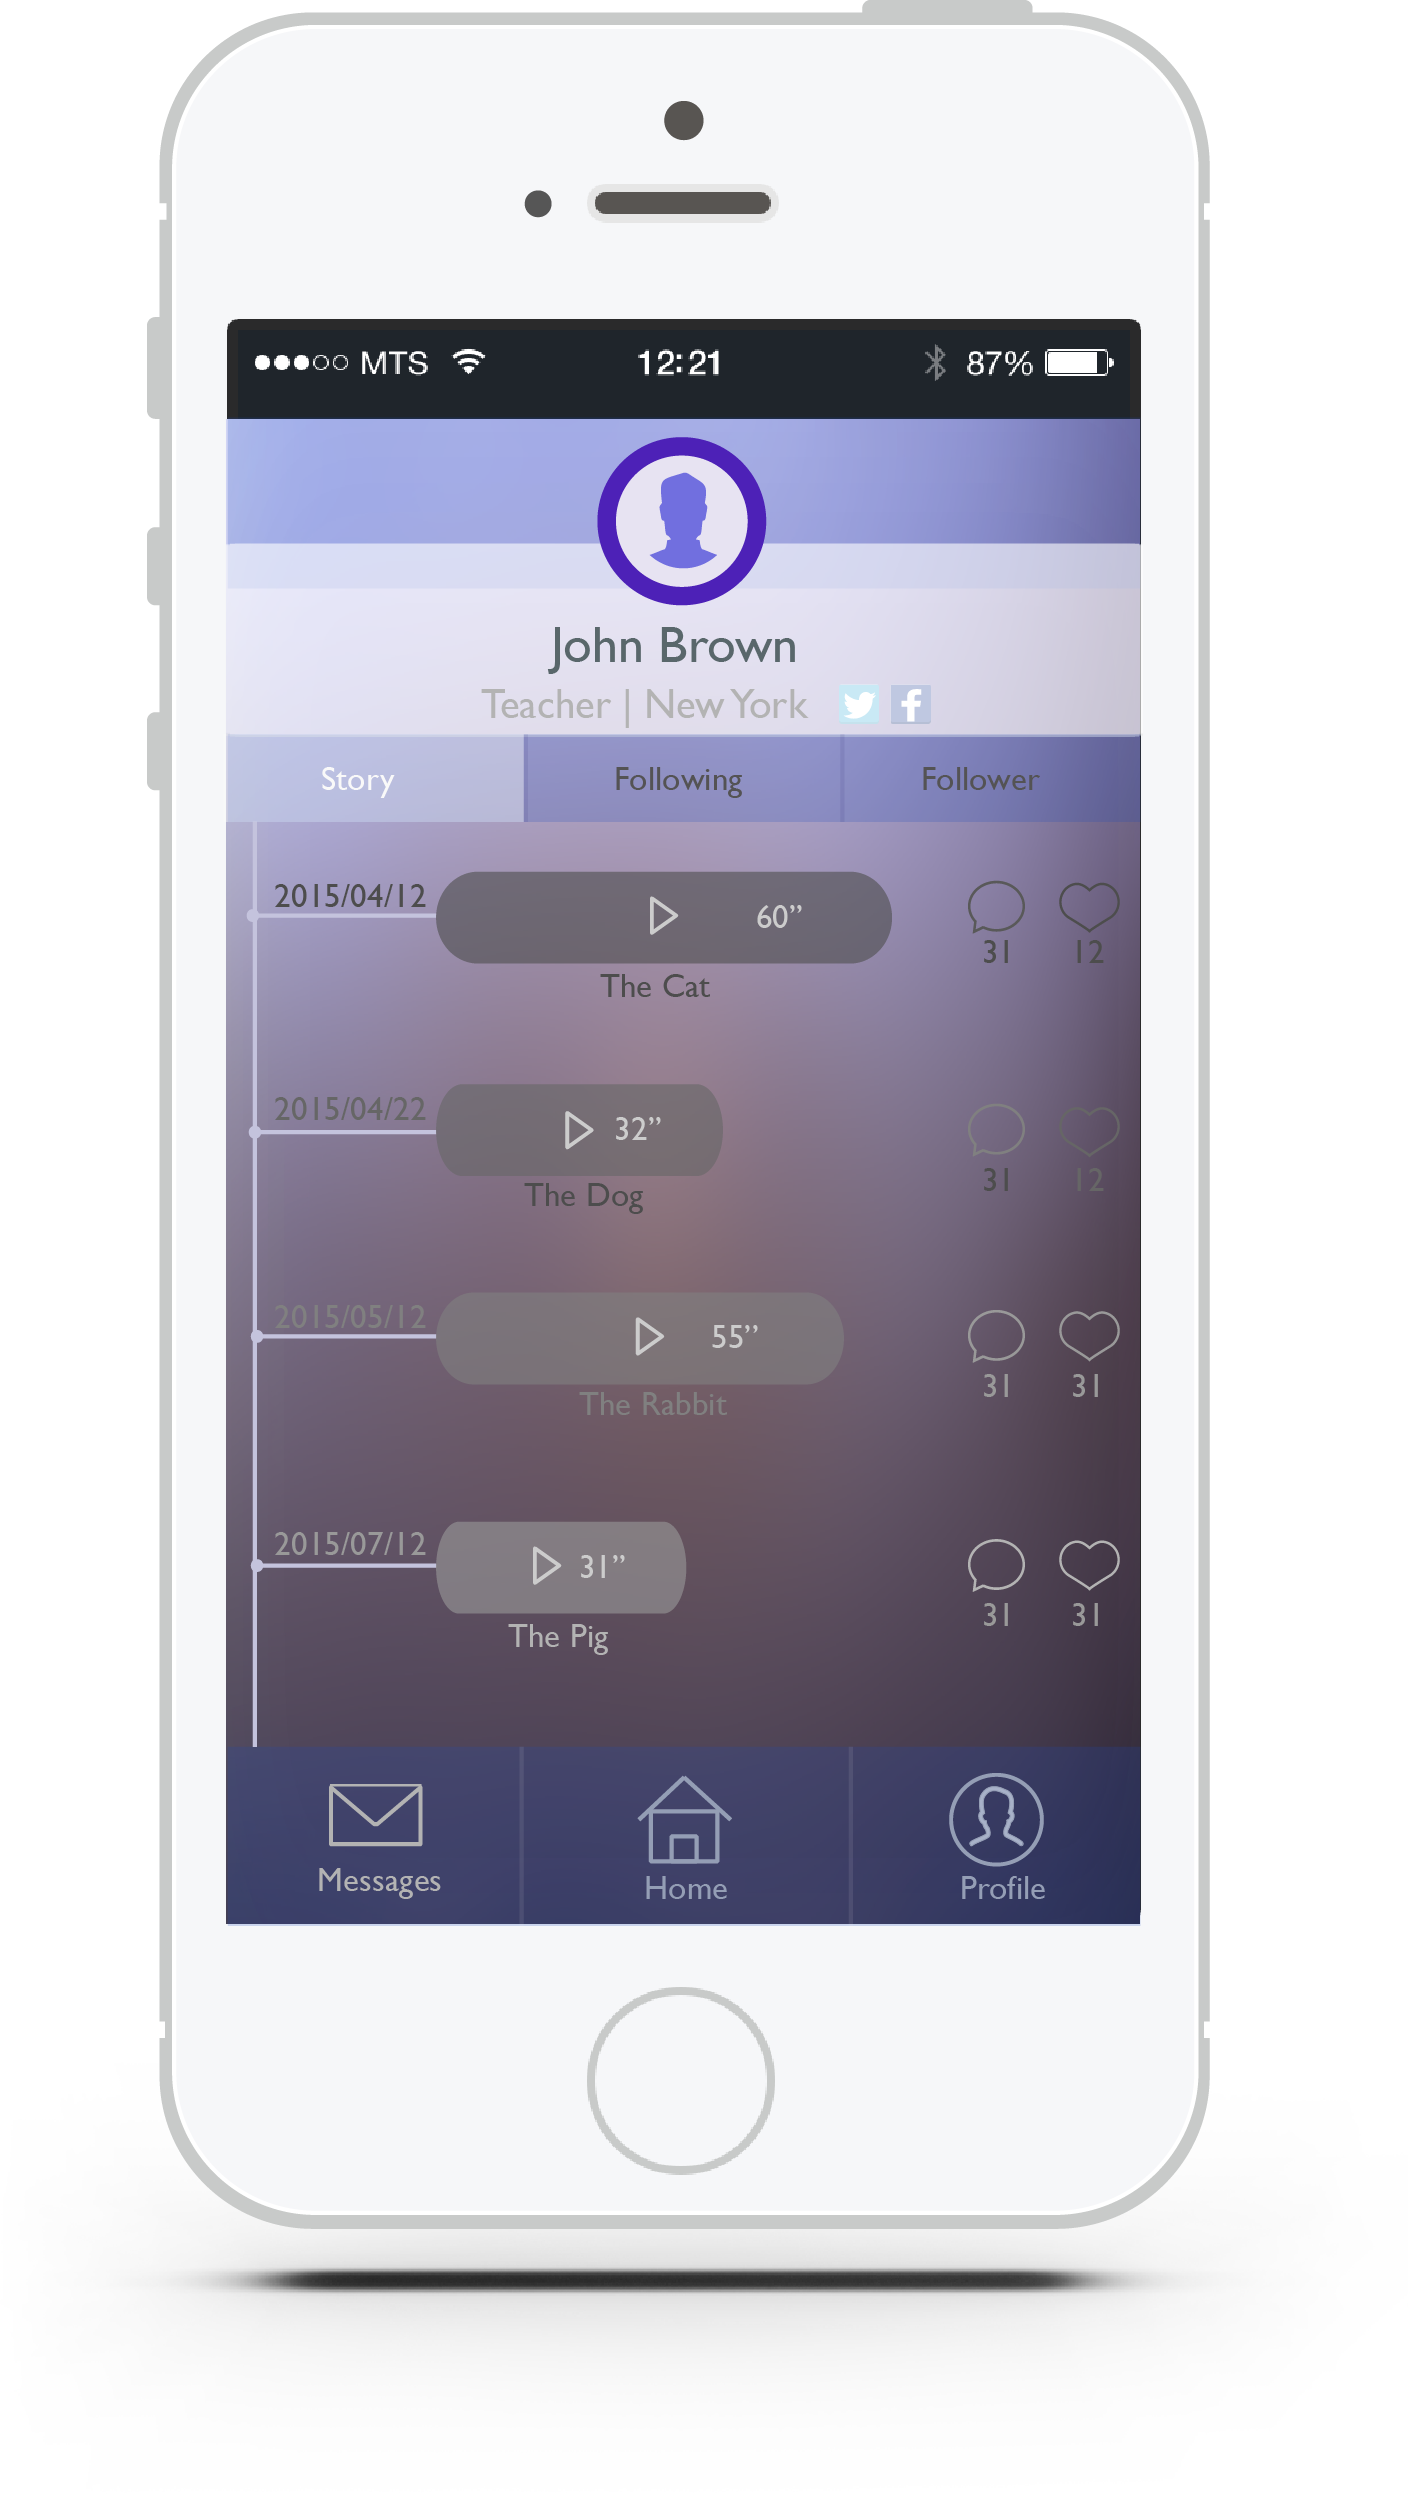 MTS 12:21 87%
John Brown
Teacher | New York
Story Following Follower
2015/04/12 60”
31 12
The Cat
2015/04/22 32”
31 12
The Dog
2015/05/12 55”
31 31
The Rabbit
2015/07/12 31”
31 31
The Pig
Messages Home Profile